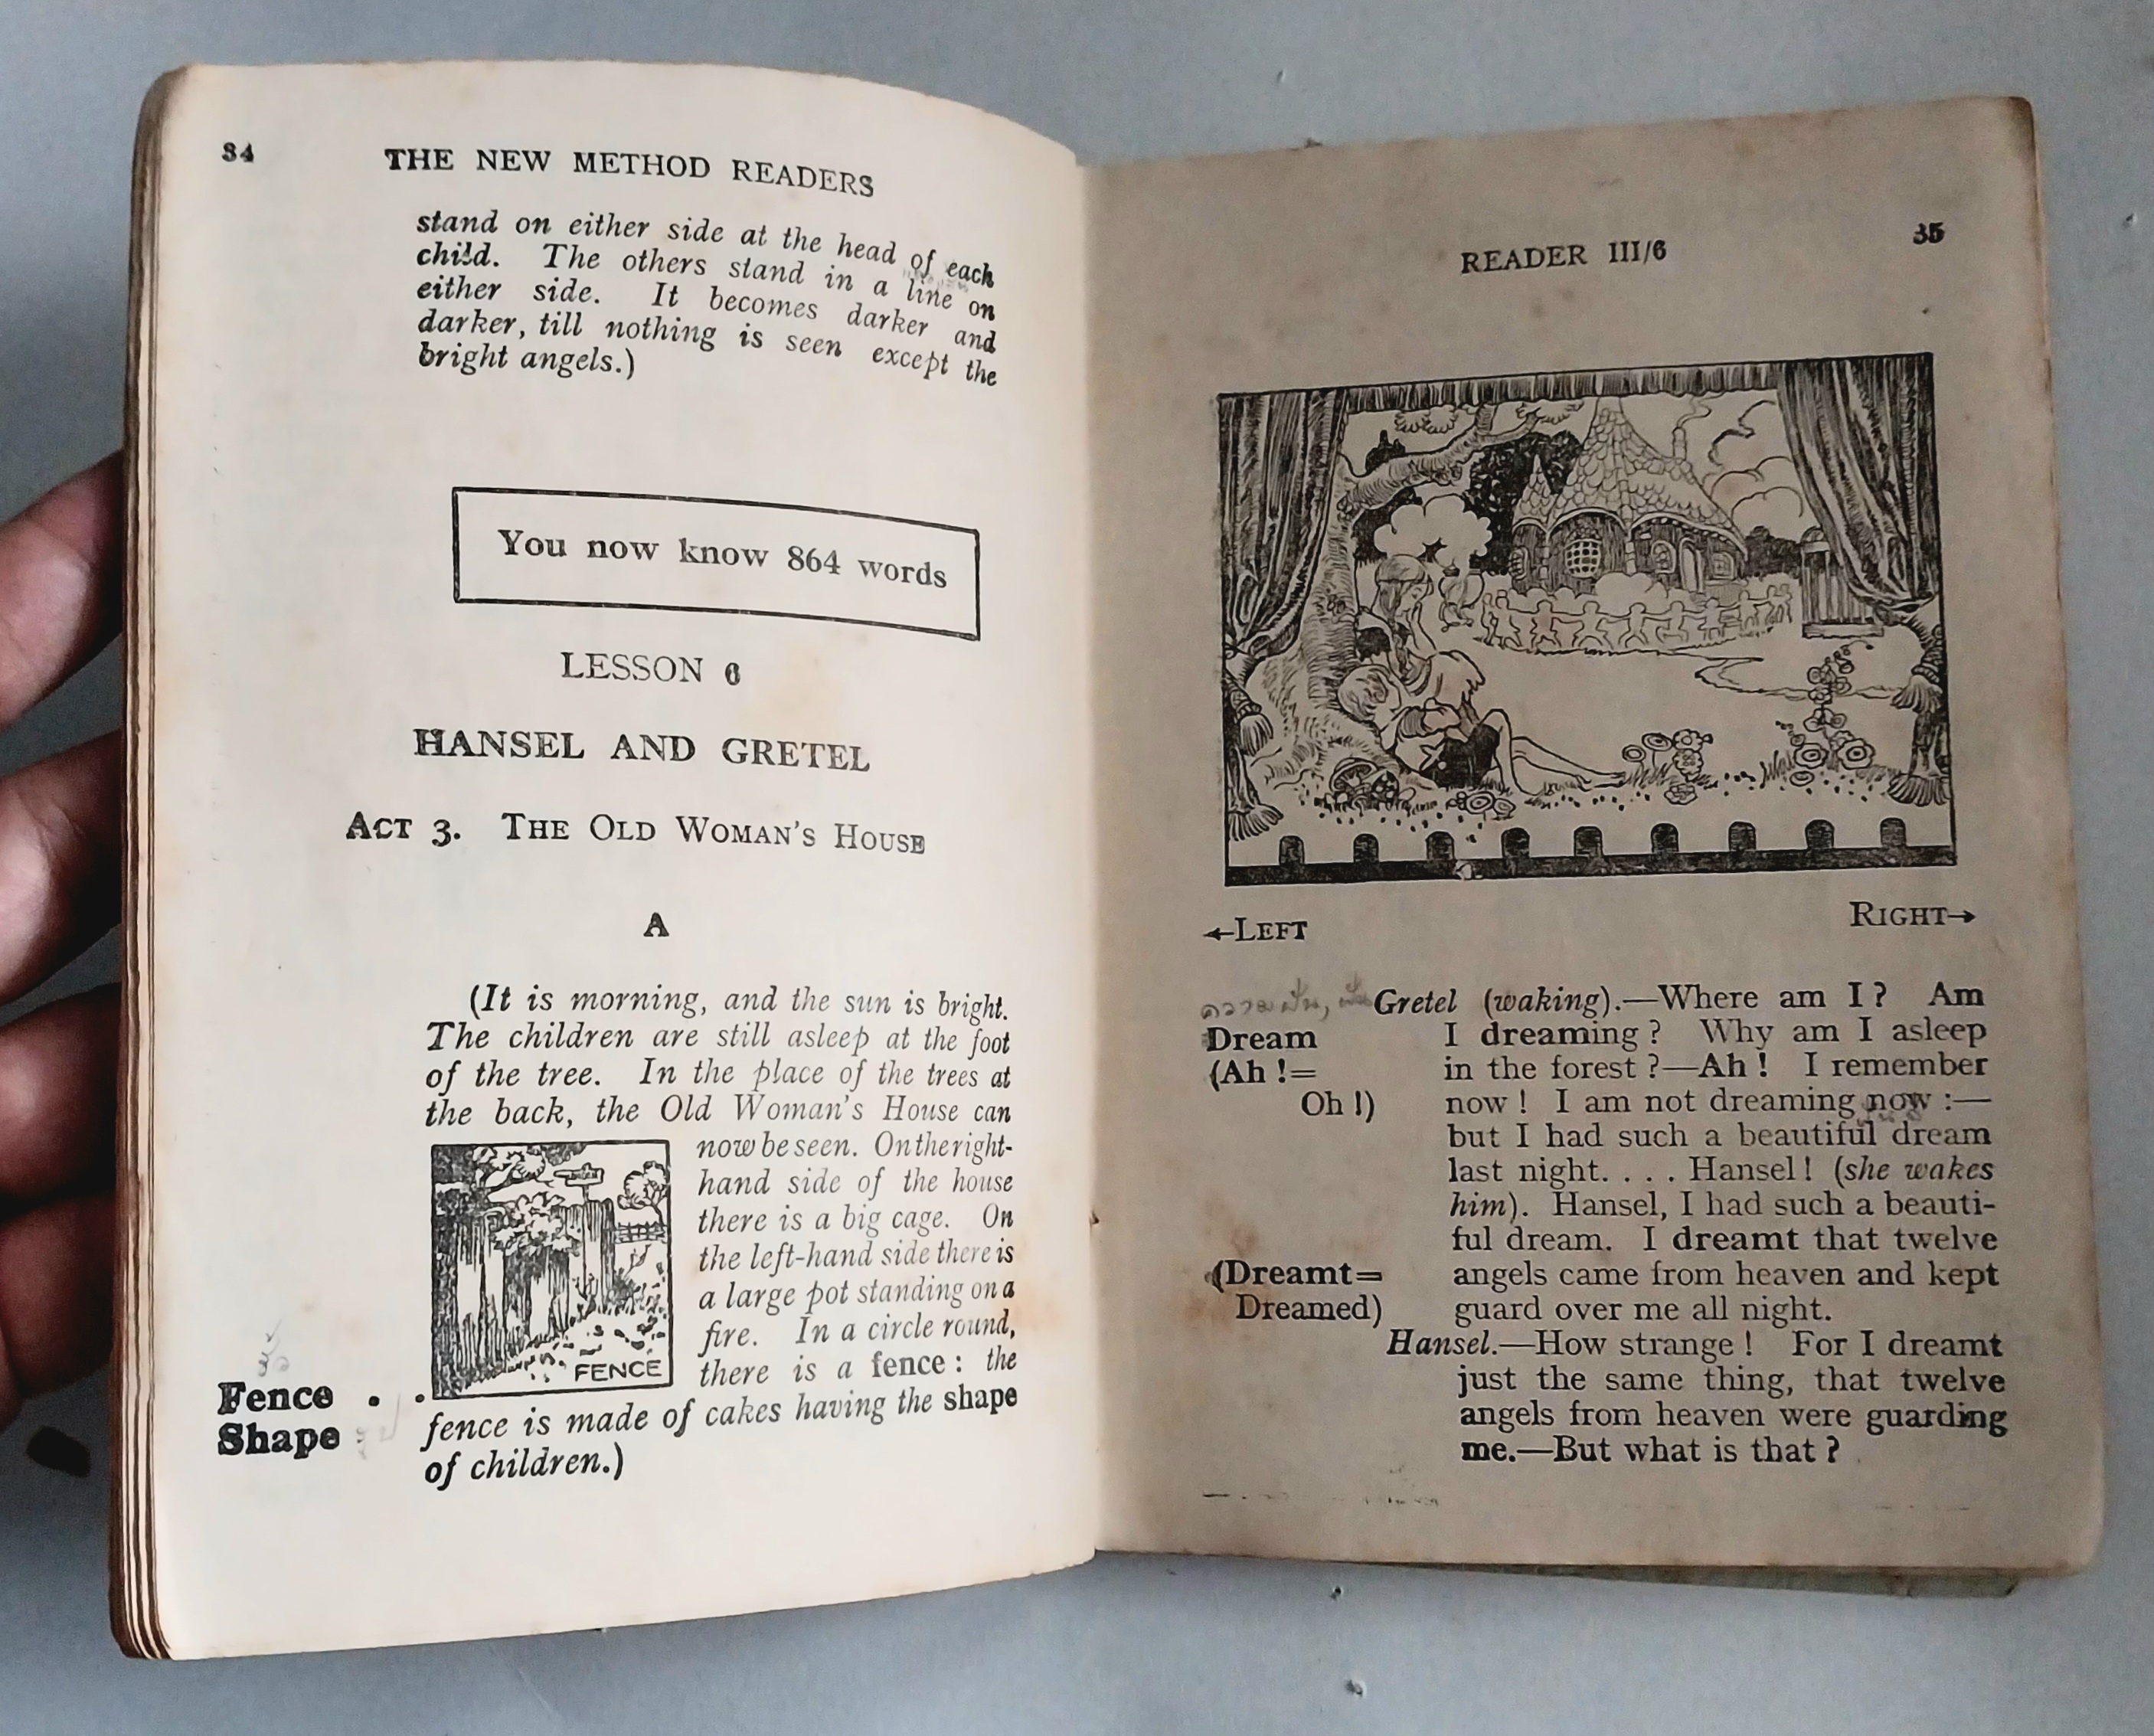 34
THE NEW METHOD READERS
stand on either side at the head of each
child. The others stand in a line on
either side. It becomes darker and
darker, till nothing is seen except the
bright angels.)
You now know 864 words
LESSON 6
HANSEL AND GRETEL
ACT 3. THE OLD WOMAN'S HOUSE
A
(It is morning, and the sun is bright.
The children are still asleep at the foot
of the tree. In the place of the trees at
the back, the Old Woman's House can
now be seen. On the right-
hand side of the house
there is a big cage. On
the left-hand side there is
a large pot standing on a
fire. In a circle round,
there is a fence: the
FENCE
Fence . .
Shape
fence is made of cakes having the shape
of children.)
READER III/6
35
←LEFT
RIGHT→
ความฝัน, ฝัน
Gretel (waking).—Where am I? Am
Dream
I dreaming? Why am I asleep
(Ah!=
in the forest?—Ah! I remember
Oh!)
now! I am not dreaming now:—
but I had such a beautiful dream
last night. . . . Hansel! (she wakes
him). Hansel, I had such a beauti-
ful dream. I dreamt that twelve
(Dreamt=
angels came from heaven and kept
Dreamed)
guard over me all night.
Hansel.—How strange! For I dreamt
just the same thing, that twelve
angels from heaven were guarding
me.—But what is that?